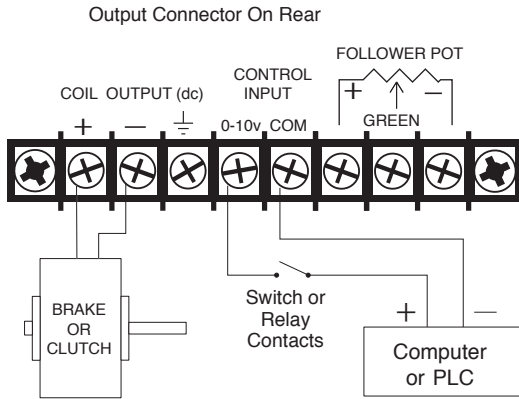 Output Connector On Rear
FOLLOWER POT
+ −
GREEN
CONTROL
INPUT
0-10v COM
COIL OUTPUT (dc)
+ −
BRAKE
OR
CLUTCH
Switch or
Relay
Contacts
+ −
Computer
or PLC